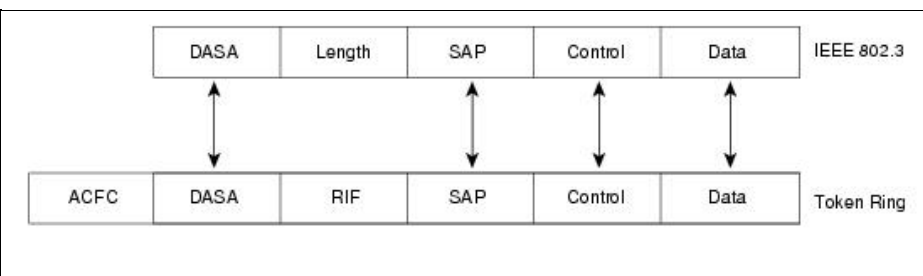 DASA Length SAP Control Data IEEE 802.3
ACFC DASA RIF SAP Control Data Token Ring